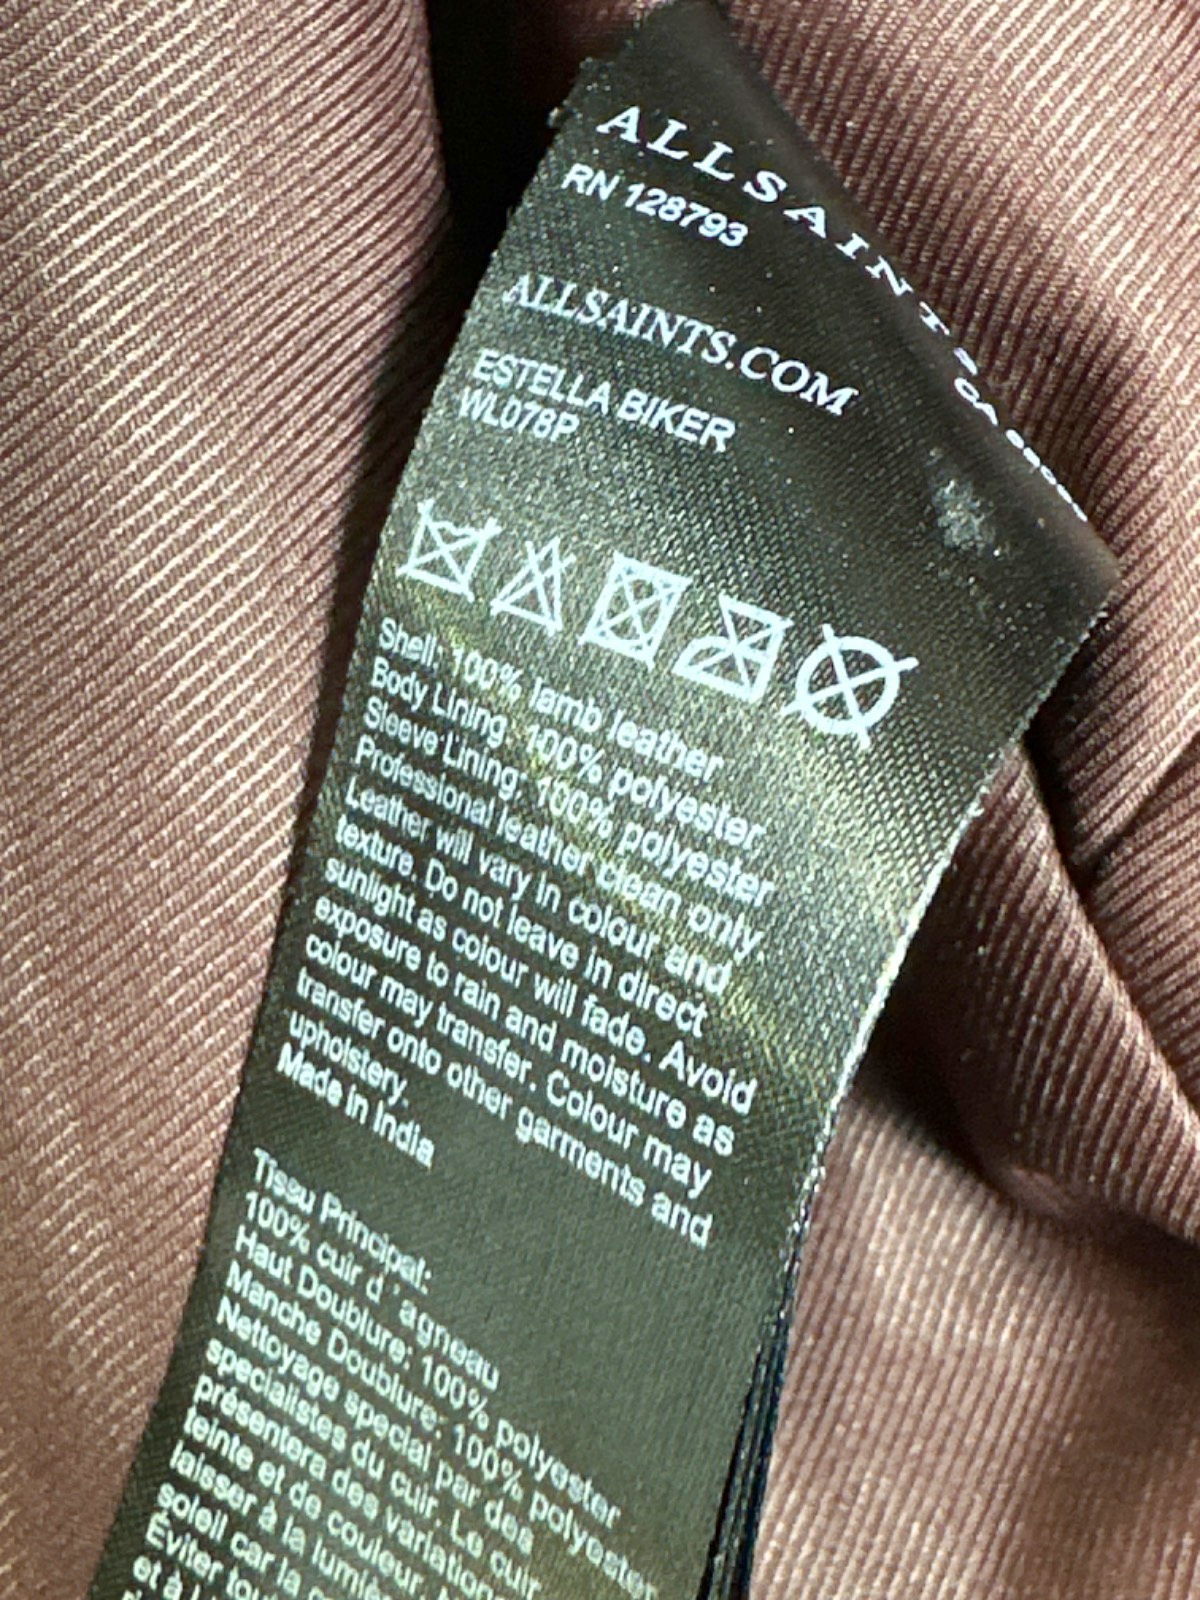 ALLSAINTS
RN 128793
CA
ALLSAINTS.COM
ESTELLA BIKER
WL078P
Shell: 100% lamb leather
Body Lining: 100% polyester
Sleeve Lining: 100% polyester
Professional leather clean only
Leather will vary in colour and
texture. Do not leave in direct
sunlight as colour will fade. Avoid
exposure to rain and moisture as
colour may transfer. Colour may
transfer onto other garments and
upholstery.
Made in India
Tissu Principal:
100% cuir d´agneau
Haut Doublure: 100% polyester
Manche Doublure: 100% polyester
Nettoyage special par des
specialistes du cuir. Le cuir
présentera des variations
teinte et de couleur.
laisser à la lumière
soleil car la
Éviter tout
et à l